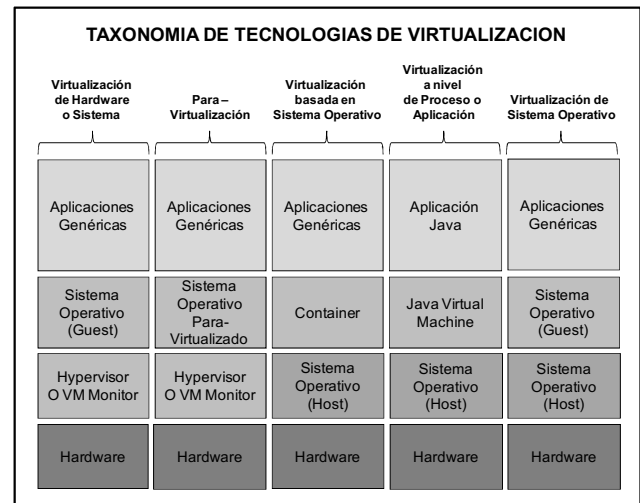 TAXONOMIA DE TECNOLOGIAS DE VIRTUALIZACION
Virtualización
de Hardware
o Sistema
Para –
Virtualización
Virtualización
basada en
Sistema Operativo
Virtualización
a nivel
de Proceso o
Aplicación
Virtualización de
Sistema Operativo
Aplicaciones
Genéricas
Aplicaciones
Genéricas
Aplicaciones
Genéricas
Aplicación
Java
Aplicaciones
Genéricas
Sistema
Operativo
(Guest)
Sistema
Operativo
Para-
Virtualizado
Container
Java Virtual
Machine
Sistema
Operativo
(Guest)
Hypervisor
O VM Monitor
Hypervisor
O VM Monitor
Sistema
Operativo
(Host)
Sistema
Operativo
(Host)
Sistema
Operativo
(Host)
Hardware
Hardware
Hardware
Hardware
Hardware